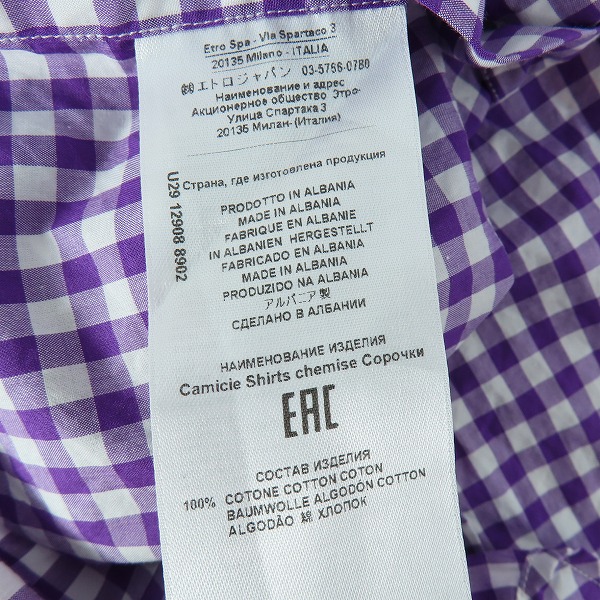 Etro Spa - Via Spartaco 3
20135 Milano - ITALIA
㈱エトロジャパン 03-5766-0780
Наименование и адрес
Акционерное общество Этро-
Улица Спартака 3
20135 Милан-(Италия)
U29 12908 8902
Страна, где изготовлена продукция
PRODOTTO IN ALBANIA
MADE IN ALBANIA
FABRIQUE EN ALBANIE
IN ALBANIEN HERGESTELLT
FABRICADO EN ALBANIA
MADE IN ALBANIA
PRODUZIDO NA ALBANIA
アルバニア製
СДЕЛАНО В АЛБАНИИ
НАИМЕНОВАНИЕ ИЗДЕЛИЯ
Camicie Shirts chemise Сорочки
EAC
СОСТАВ ИЗДЕЛИЯ
100% COTONE COTTON COTON
BAUMWOLLE ALGODÓN COTTON
ALGODÃO 綿 ХЛОПОК